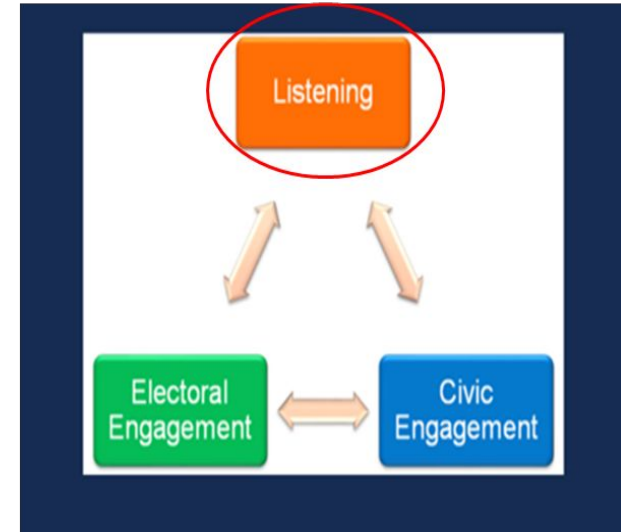 Listening
Electoral
Engagement
Civic
Engagement